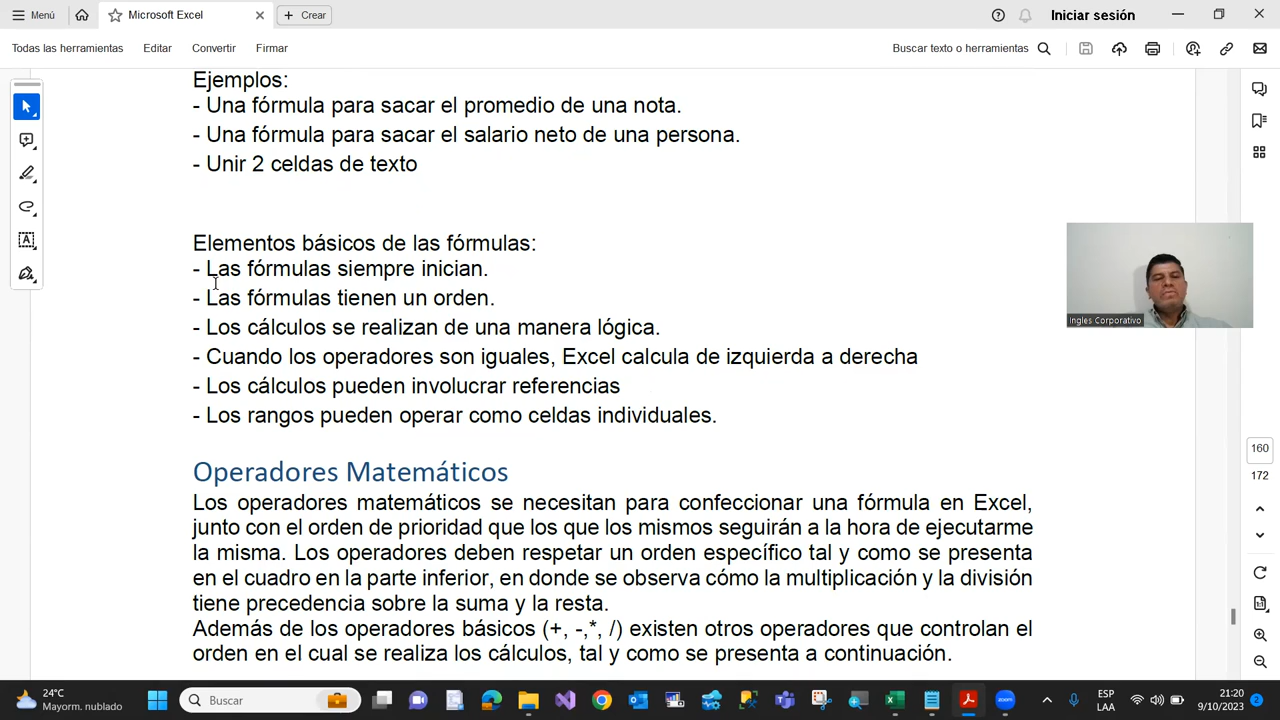 Menú
Microsoft Excel
Crear
Iniciar sesión
Todas las herramientas
Editar
Convertir
Firmar
Buscar texto o herramientas
Ejemplos:
- Una fórmula para sacar el promedio de una nota.
- Una fórmula para sacar el salario neto de una persona.
- Unir 2 celdas de texto
Elementos básicos de las fórmulas:
- Las fórmulas siempre inician.
- Las fórmulas tienen un orden.
- Los cálculos se realizan de una manera lógica.
- Cuando los operadores son iguales, Excel calcula de izquierda a derecha
- Los cálculos pueden involucrar referencias
- Los rangos pueden operar como celdas individuales.
Ingles Corporativo
160
172
Operadores Matemáticos
Los operadores matemáticos se necesitan para confeccionar una fórmula en Excel,
junto con el orden de prioridad que los que los mismos seguirán a la hora de ejecutarme
la misma. Los operadores deben respetar un orden específico tal y como se presenta
en el cuadro en la parte inferior, en donde se observa cómo la multiplicación y la división
tiene precedencia sobre la suma y la resta.
Además de los operadores básicos (+, -,*, /) existen otros operadores que controlan el
orden en el cual se realiza los cálculos, tal y como se presenta a continuación.
24°C
Mayorm. nublado
Buscar
ESP
LAA
21:20
9/10/2023
2